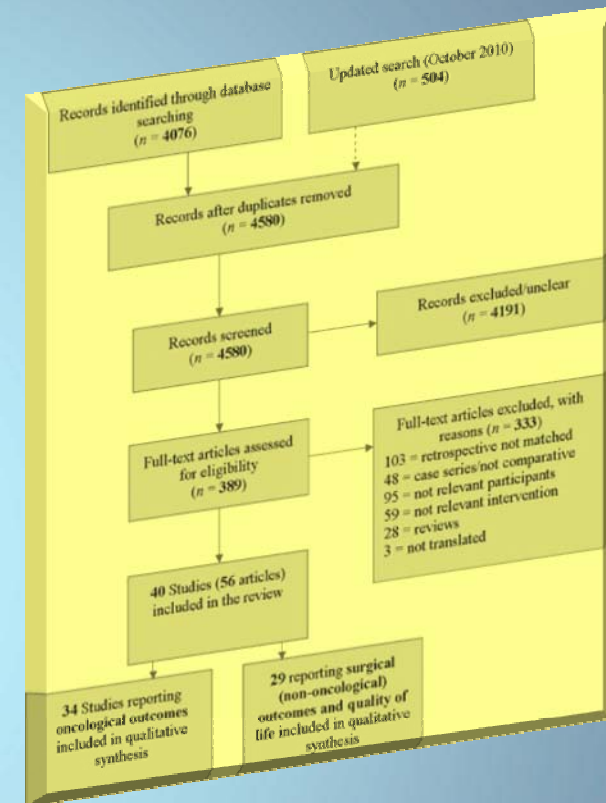 Records identified through database
searching
(n = 4076)
Updated search (October 2010)
(n = 504)
Records after duplicates removed
(n = 4580)
Records screened
(n = 4580)
Records excluded/unclear
(n = 4191)
Full-text articles assessed
for eligibility
(n = 389)
Full-text articles excluded, with
reasons (n = 333)
103 = retrospective not matched
48 = case series/not comparative
95 = not relevant participants
59 = not relevant intervention
28 = reviews
3 = not translated
40 Studies (56 articles)
included in the review
34 Studies reporting
oncological outcomes
included in qualitative
synthesis
29 reporting surgical
(non-oncological)
outcomes and quality of
life included in qualitative
synthesis